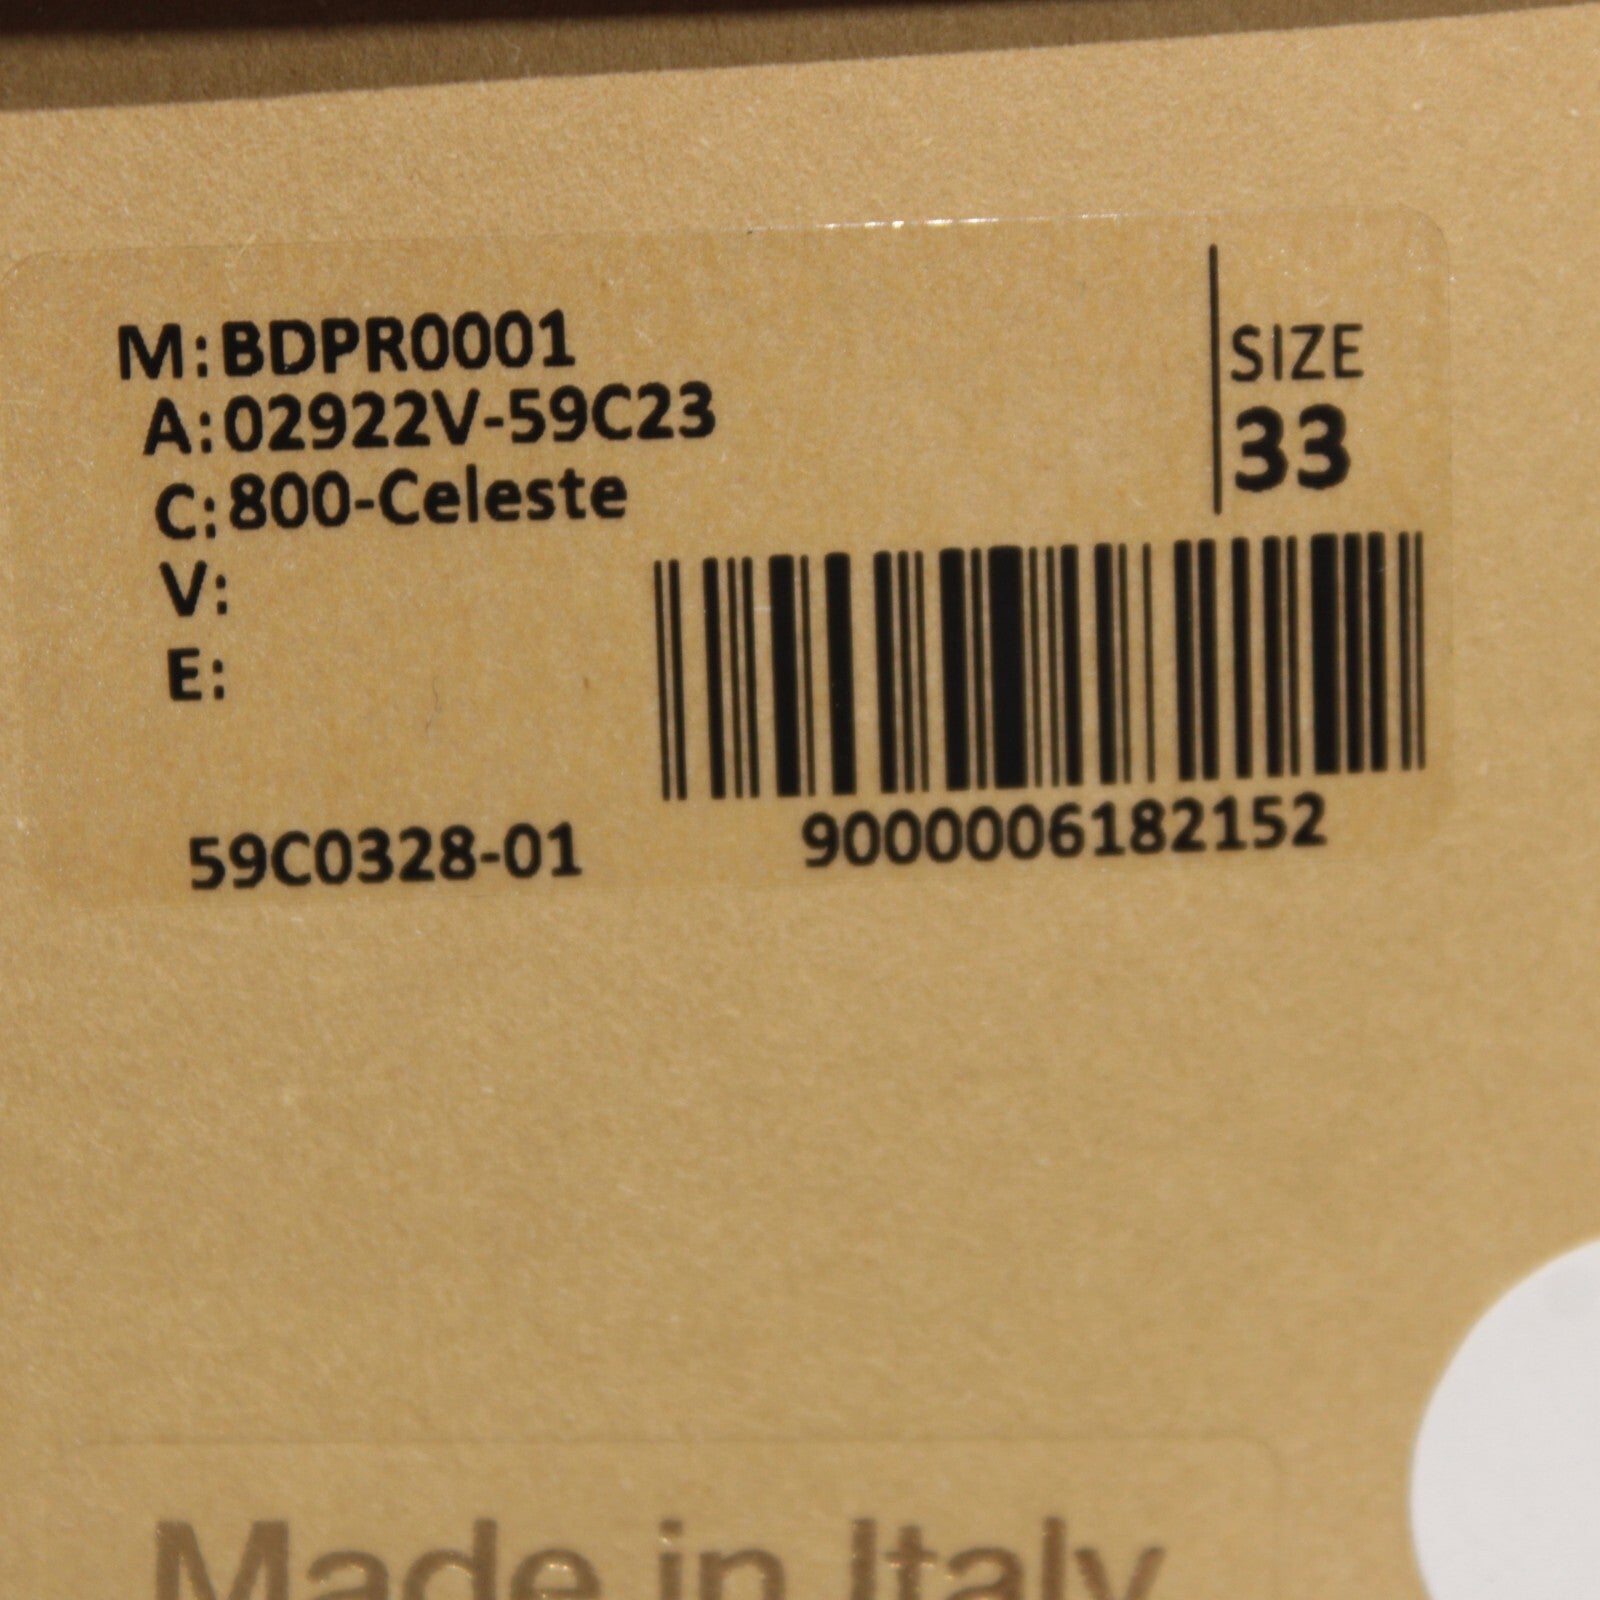 M:BDPR0001
A:02922V-59C23
C:800-Celeste
V:
E:
SIZE
33
59C0328-01
9000006182152
Made in Italy